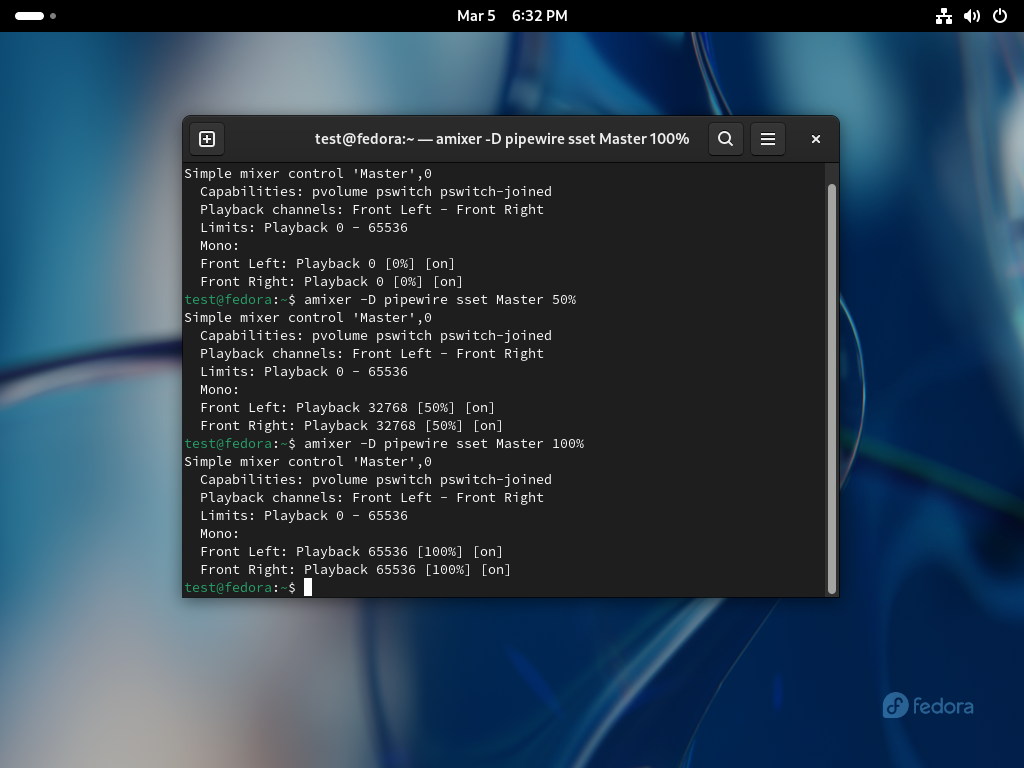 Mar 5 6:32 PM
test@fedora:~ — amixer -D pipewire sset Master 100%
Simple mixer control 'Master',0
  Capabilities: pvolume pswitch pswitch-joined
  Playback channels: Front Left - Front Right
  Limits: Playback 0 - 65536
  Mono:
  Front Left: Playback 0 [0%] [on]
  Front Right: Playback 0 [0%] [on]
test@fedora:~$ amixer -D pipewire sset Master 50%
Simple mixer control 'Master',0
  Capabilities: pvolume pswitch pswitch-joined
  Playback channels: Front Left - Front Right
  Limits: Playback 0 - 65536
  Mono:
  Front Left: Playback 32768 [50%] [on]
  Front Right: Playback 32768 [50%] [on]
test@fedora:~$ amixer -D pipewire sset Master 100%
Simple mixer control 'Master',0
  Capabilities: pvolume pswitch pswitch-joined
  Playback channels: Front Left - Front Right
  Limits: Playback 0 - 65536
  Mono:
  Front Left: Playback 65536 [100%] [on]
  Front Right: Playback 65536 [100%] [on]
test@fedora:~$
fedora